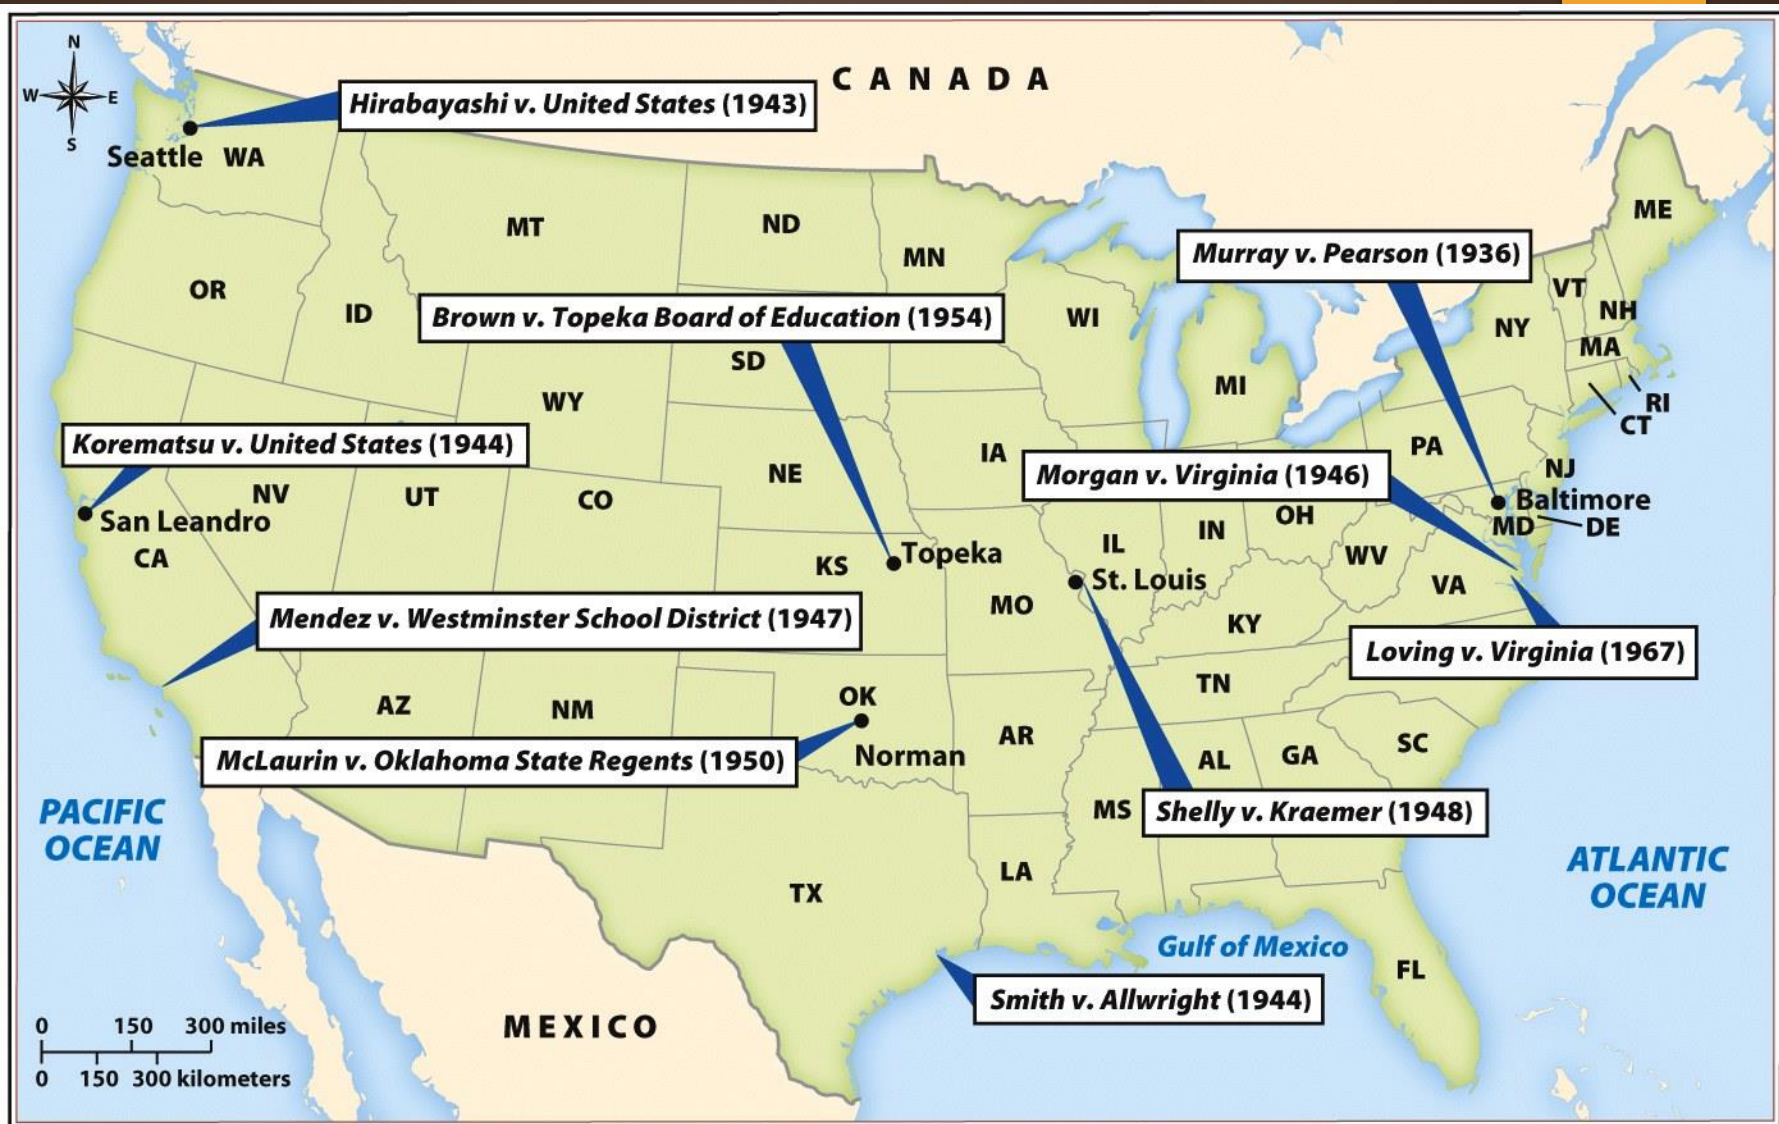 N
W
E
S
CANADA
Hirabayashi v. United States (1943)
Seattle
WA
MT
ND
MN
ME
Murray v. Pearson (1936)
OR
ID
Brown v. Topeka Board of Education (1954)
WI
VT
NH
NY
MA
SD
MI
WY
RI
CT
Korematsu v. United States (1944)
IA
PA
NJ
Morgan v. Virginia (1946)
NE
NV
UT
CO
Baltimore
San Leandro
OH
MD
DE
IN
IL
CA
KS
Topeka
WV
St. Louis
VA
MO
Mendez v. Westminster School District (1947)
KY
Loving v. Virginia (1967)
TN
OK
AZ
NM
AR
SC
McLaurin v. Oklahoma State Regents (1950)
Norman
AL
GA
MS
Shelly v. Kraemer (1948)
PACIFIC
OCEAN
LA
ATLANTIC
OCEAN
TX
Gulf of Mexico
FL
Smith v. Allwright (1944)
MEXICO
0 150 300 miles
0 150 300 kilometers